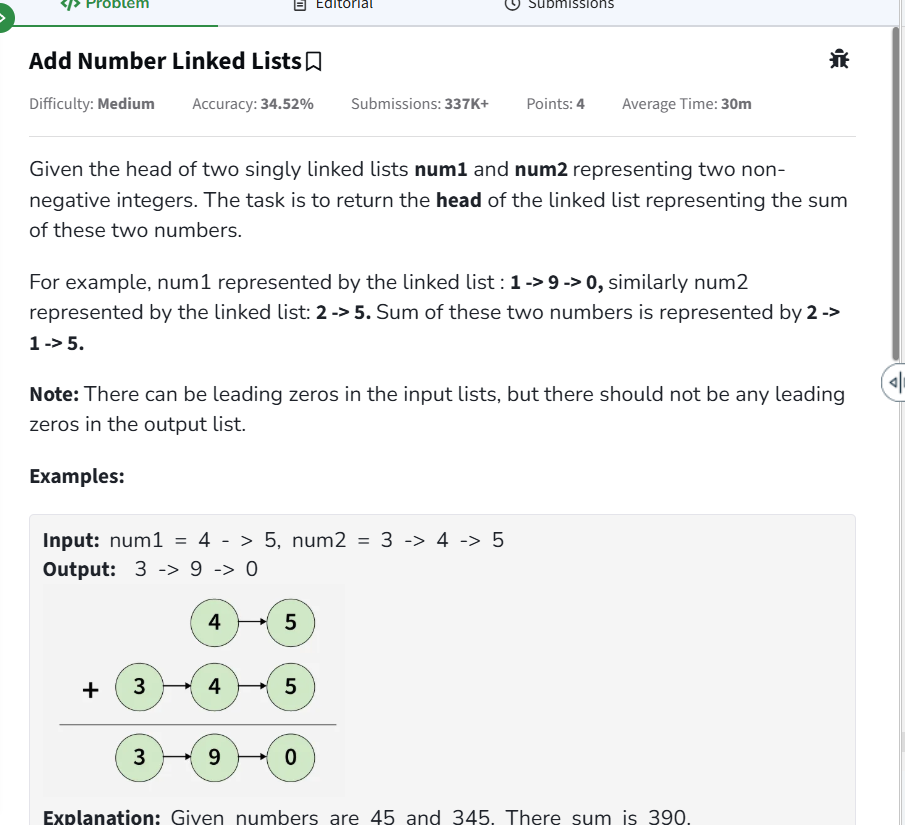 Problem Editorial Submissions
Add Number Linked Lists
Difficulty: Medium Accuracy: 34.52% Submissions: 337K+ Points: 4 Average Time: 30m
Given the head of two singly linked lists num1 and num2 representing two non-
negative integers. The task is to return the head of the linked list representing the sum
of these two numbers.
For example, num1 represented by the linked list : 1 -> 9 -> 0, similarly num2
represented by the linked list: 2 -> 5. Sum of these two numbers is represented by 2 ->
1 -> 5.
Note: There can be leading zeros in the input lists, but there should not be any leading
zeros in the output list.
Examples:
Input: num1 = 4 - > 5, num2 = 3 -> 4 -> 5
Output: 3 -> 9 -> 0
4 5
+ 3 4 5
3 9 0
Explanation: Given numbers are 45 and 345. There sum is 390.